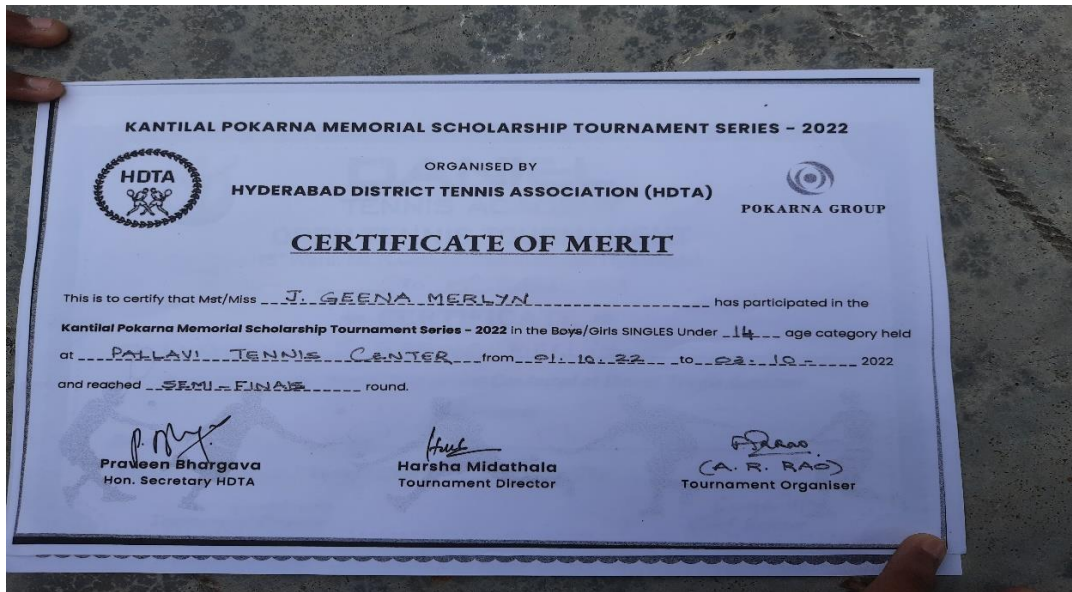 KANTILAL POKARNA MEMORIAL SCHOLARSHIP TOURNAMENT SERIES - 2022
ORGANISED BY
HDTA
HYDERABAD DISTRICT TENNIS ASSOCIATION (HDTA)
POKARNA GROUP
CERTIFICATE OF MERIT
This is to certify that Mst/Miss J. GEENA MERLYN has participated in the
Kantilal Pokarna Memorial Scholarship Tournament Series - 2022 in the Boys/Girls SINGLES Under 14 age category held
at PALLAVI TENNIS CENTER from 01.10.22 to 03.10- 2022
and reached SEMI-FINALS round.
Praveen Bhargava
Hon. Secretary HDTA
Harsha Midathala
Tournament Director
(A. R. RAO)
Tournament Organiser